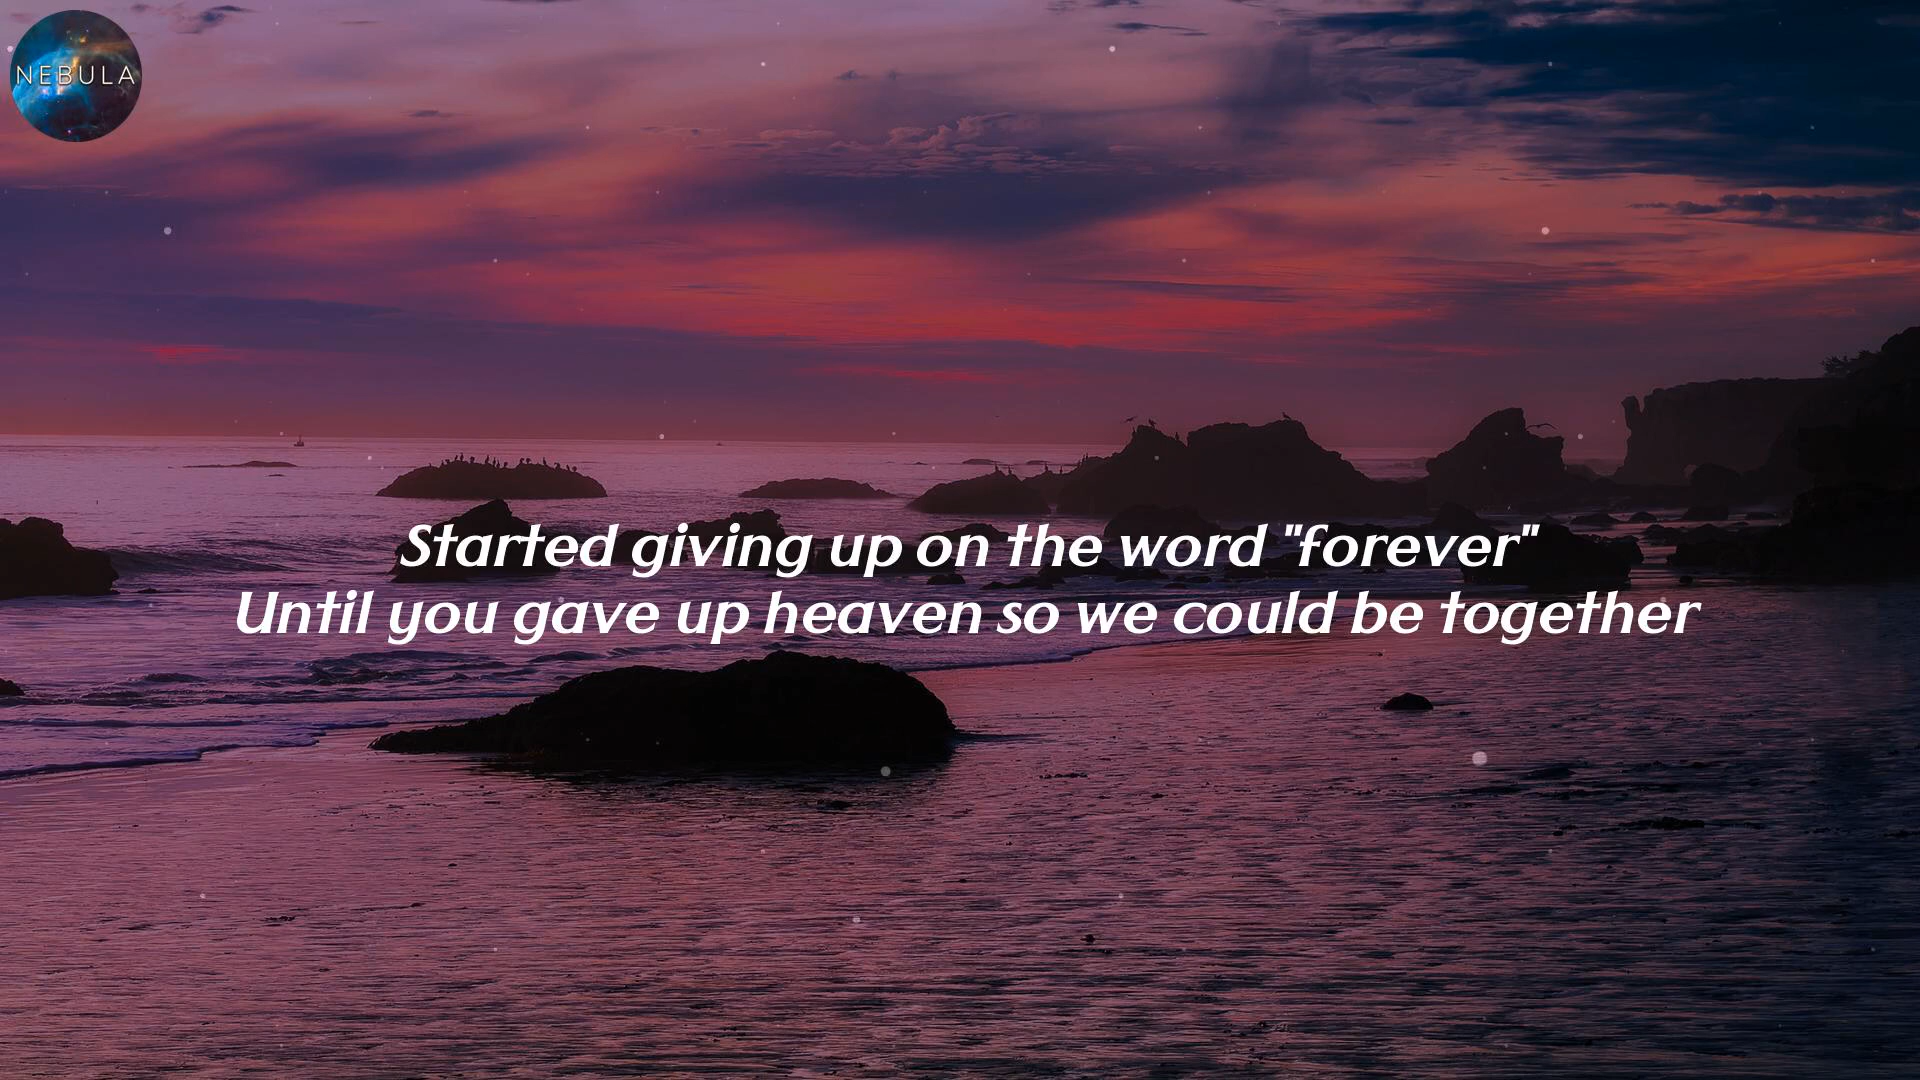 NEBULA
Started giving up on the word "forever"
Until you gave up heaven so we could be together